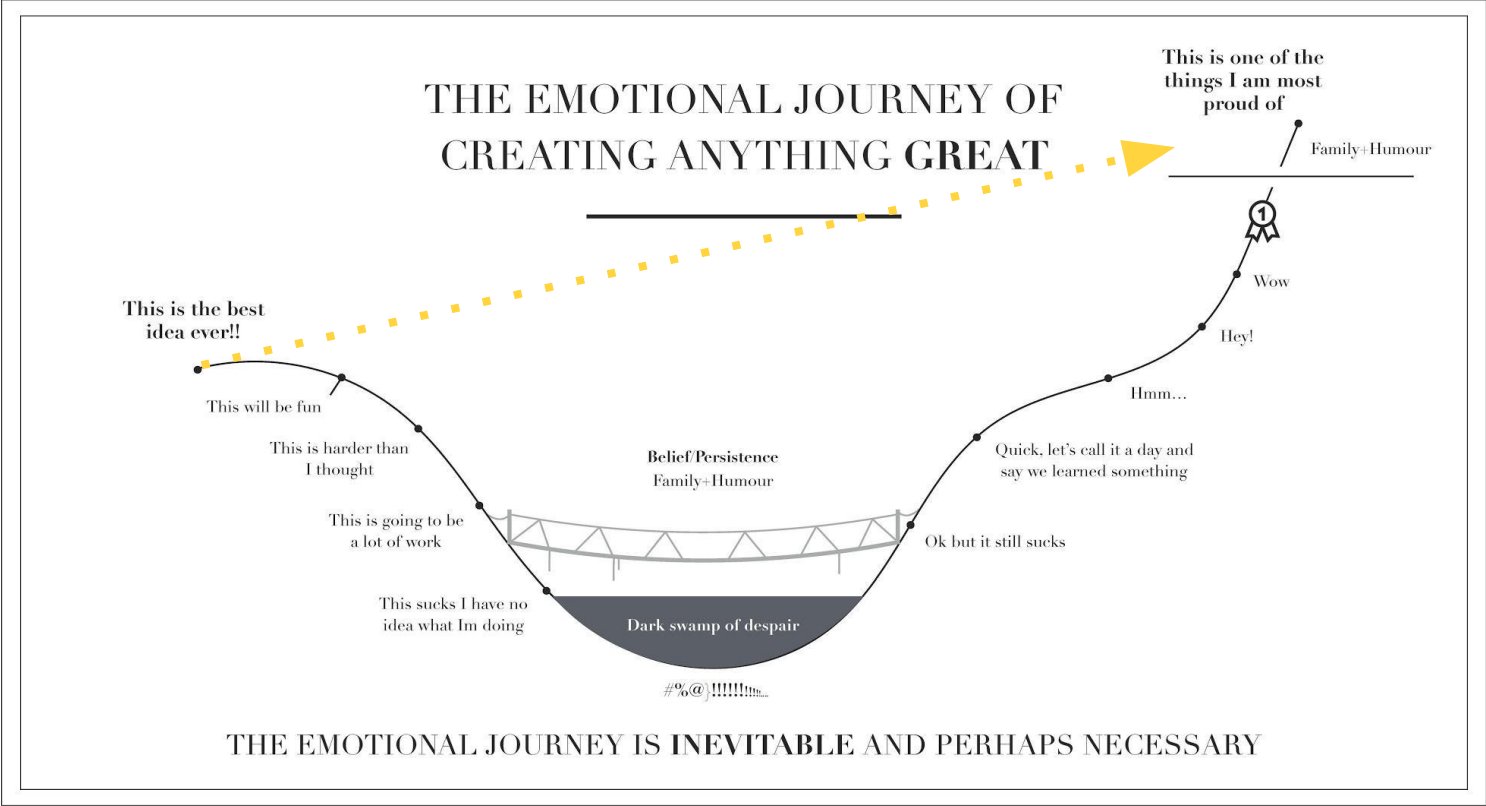 THE EMOTIONAL JOURNEY OF
CREATING ANYTHING GREAT
This is one of the
things I am most
proud of
Family+Humour
1
Wow
Hey!
Hmm…
Quick, let's call it a day and
say we learned something
Ok but it still sucks
This is the best
idea ever!!
This will be fun
This is harder than
I thought
This is going to be
a lot of work
This sucks I have no
idea what Im doing
Belief/Persistence
Family+Humour
Dark swamp of despair
#%@}!!!!!!!!!!!...
THE EMOTIONAL JOURNEY IS INEVITABLE AND PERHAPS NECESSARY